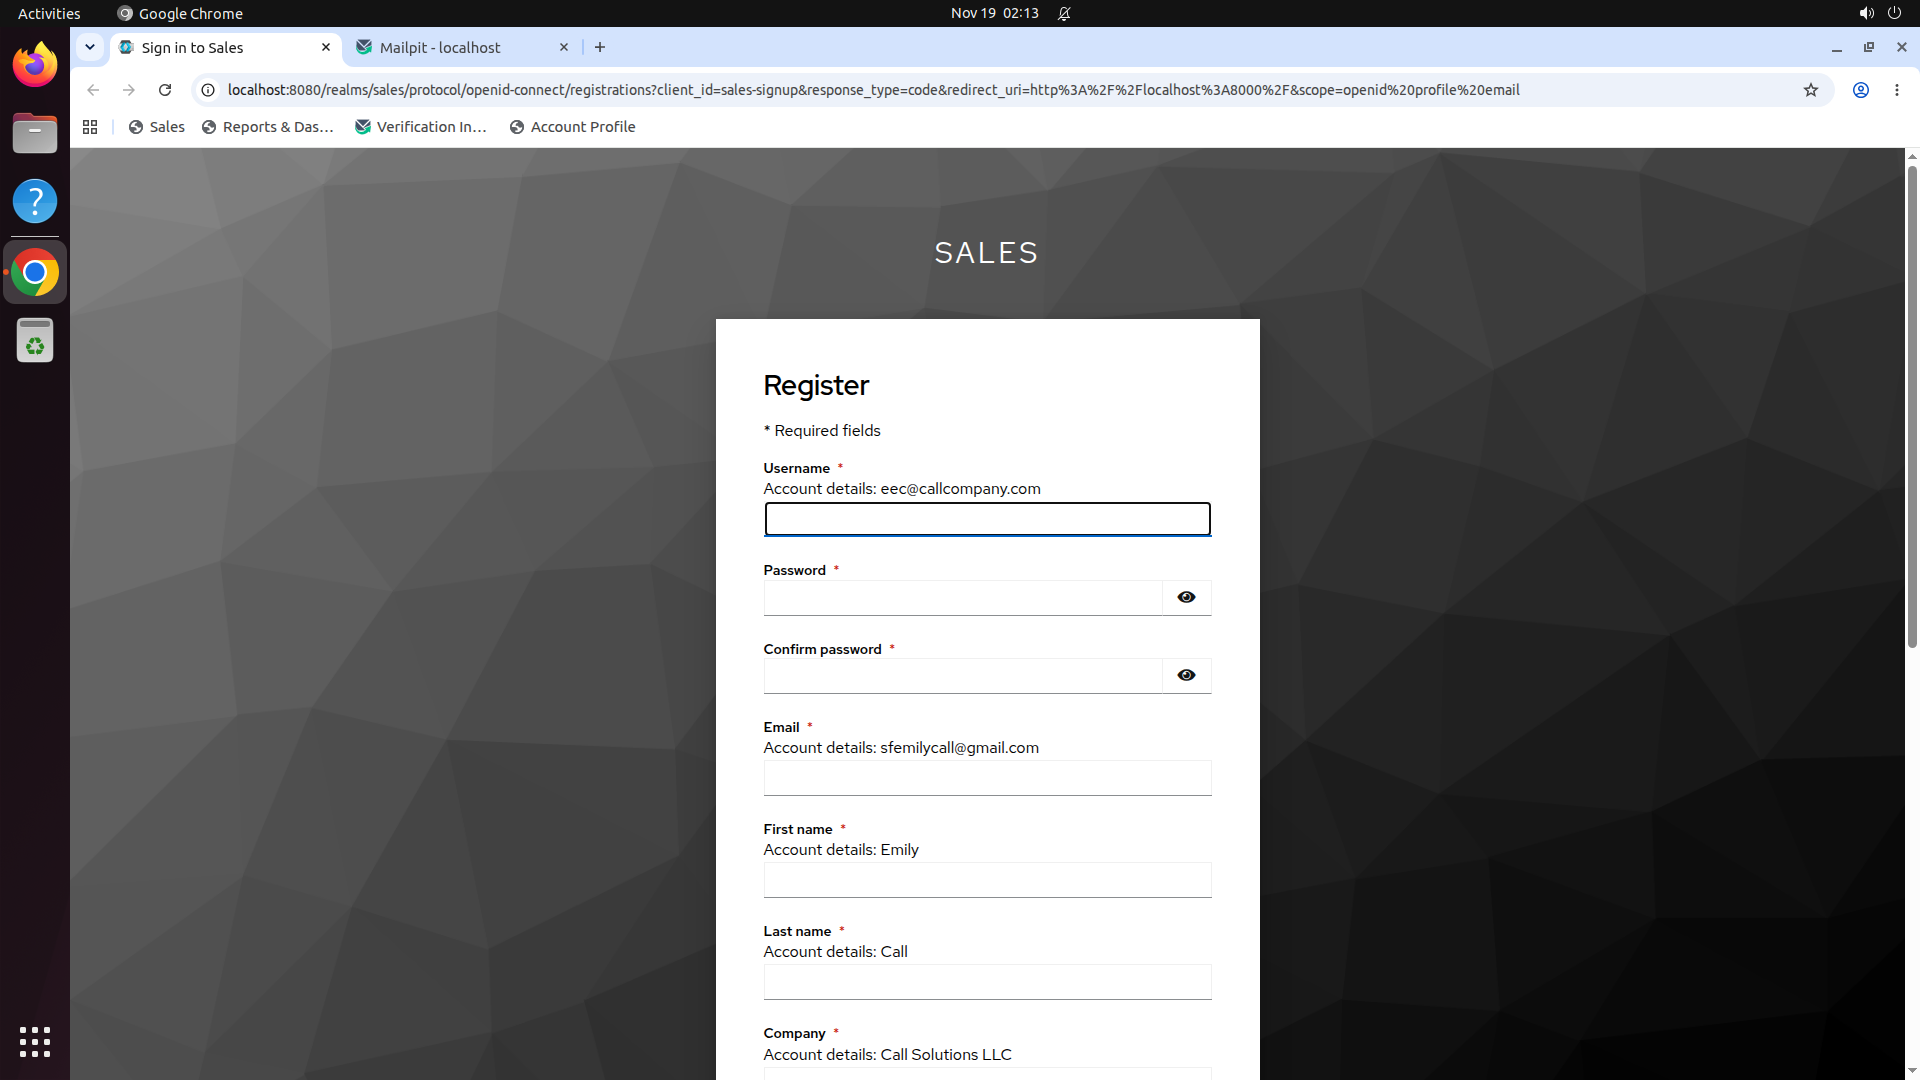 Activities
Google Chrome
Nov 19 02:13
Sign in to Sales
Mailpit - localhost
localhost:8080/realms/sales/protocol/openid-connect/registrations?client_id=sales-signup&response_type=code&redirect_uri=http%3A%2F%2Flocalhost%3A8000%2F&scope=openid%20profile%20email
Sales
Reports & Das...
Verification In...
Account Profile
SALES
Register
* Required fields
Username *
Account details: eec@callcompany.com
Password *
Confirm password *
Email *
Account details: sfemilycall@gmail.com
First name *
Account details: Emily
Last name *
Account details: Call
Company *
Account details: Call Solutions LLC